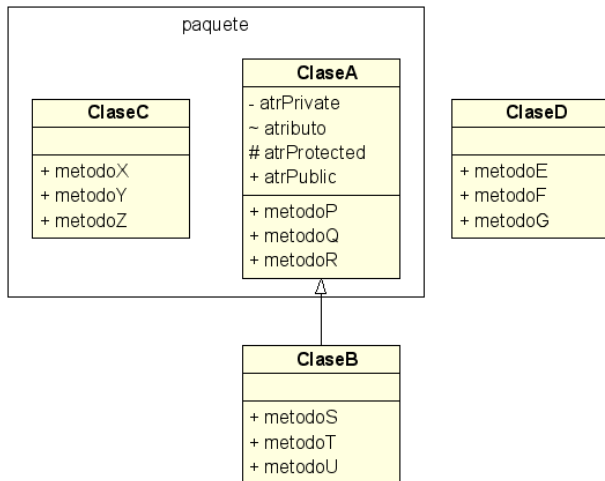 paquete
ClaseC
+ metodoX
+ metodoY
+ metodoZ
ClaseA
- atrPrivate
~ atributo
# atrProtected
+ atrPublic
+ metodoP
+ metodoQ
+ metodoR
ClaseD
+ metodoE
+ metodoF
+ metodoG
ClaseB
+ metodoS
+ metodoT
+ metodoU